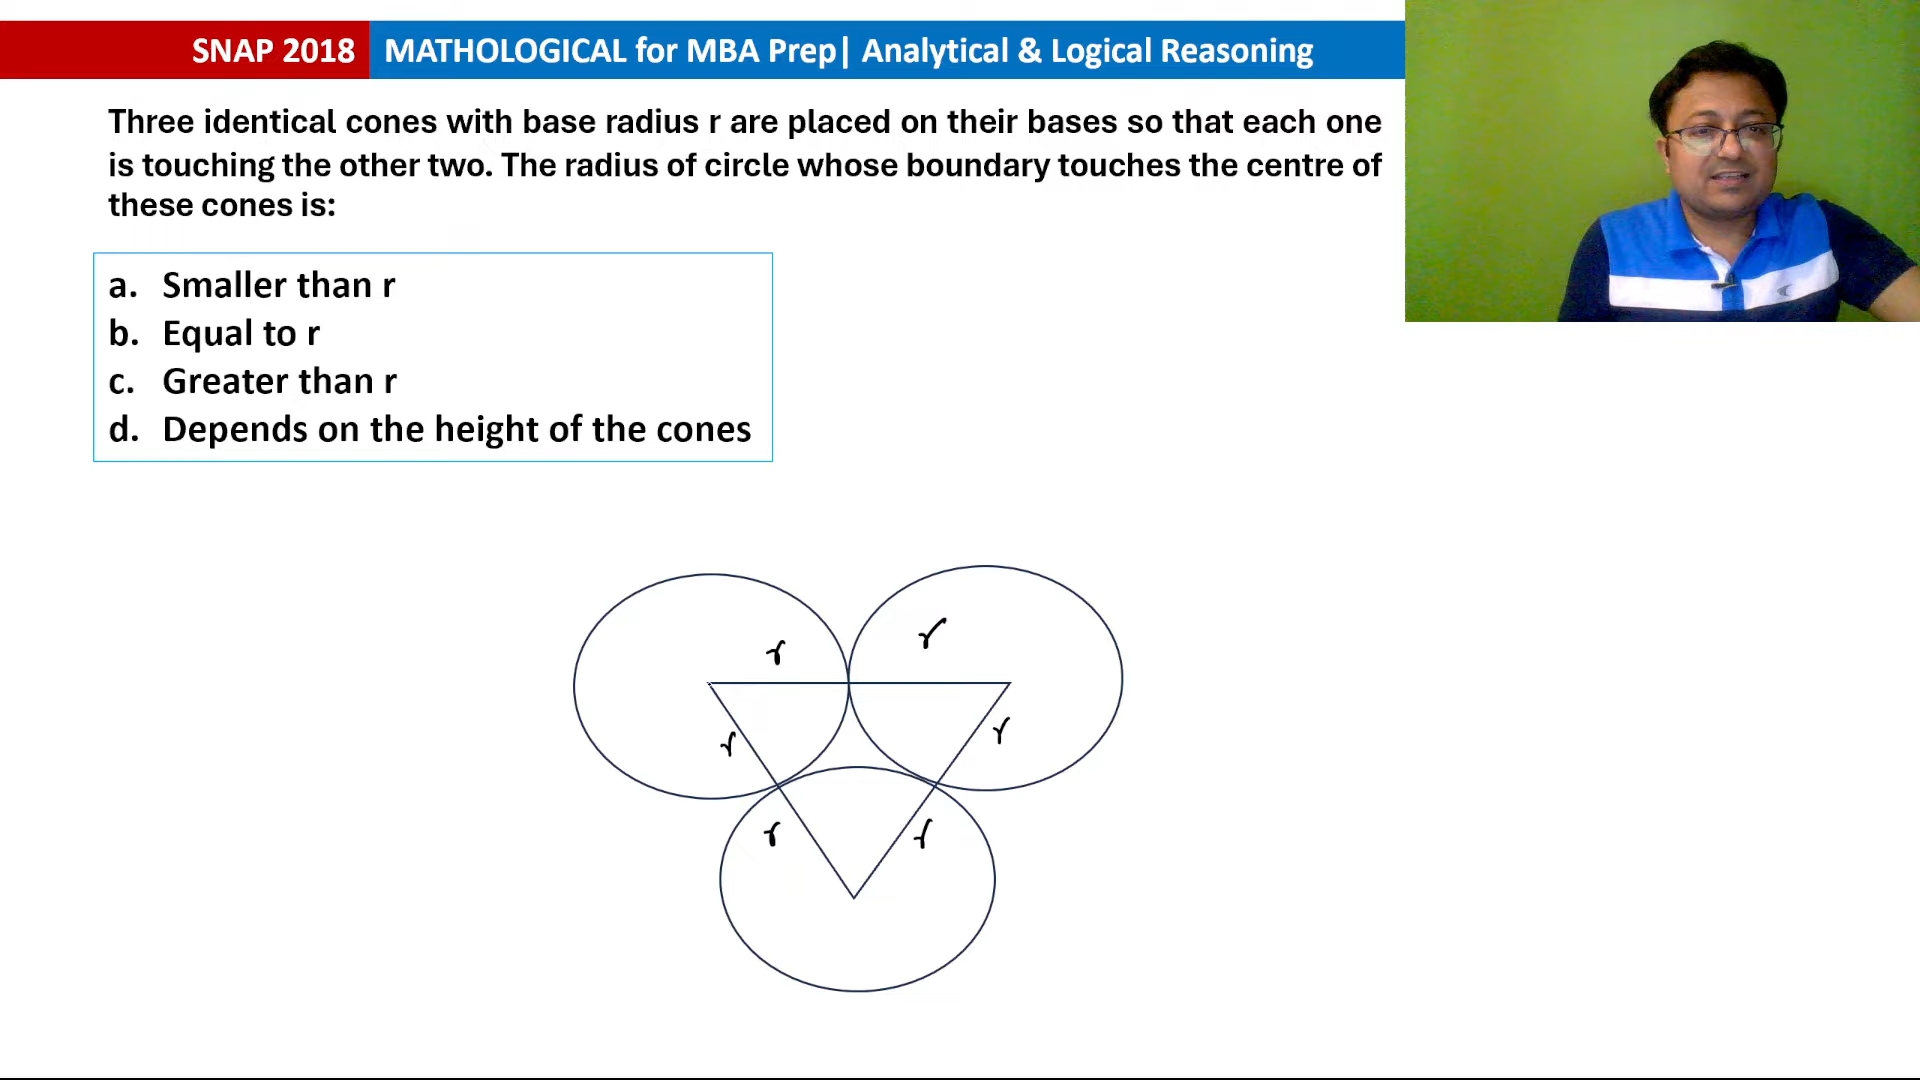 SNAP 2018 MATHOLOGICAL for MBA Prep| Analytical & Logical Reasoning
Three identical cones with base radius r are placed on their bases so that each one
is touching the other two. The radius of circle whose boundary touches the centre of
these cones is:
a. Smaller than r
b. Equal to r
c. Greater than r
d. Depends on the height of the cones
r r
r r
r r